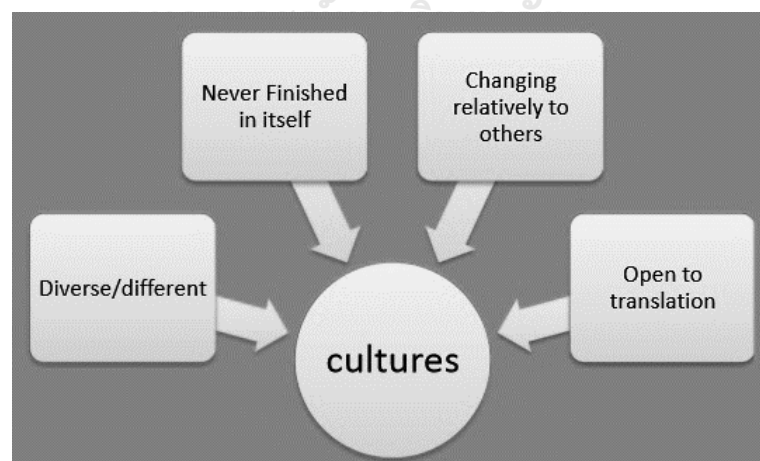 Never Finished
in itself
Changing
relatively to
others
Diverse/different
Open to
translation
cultures